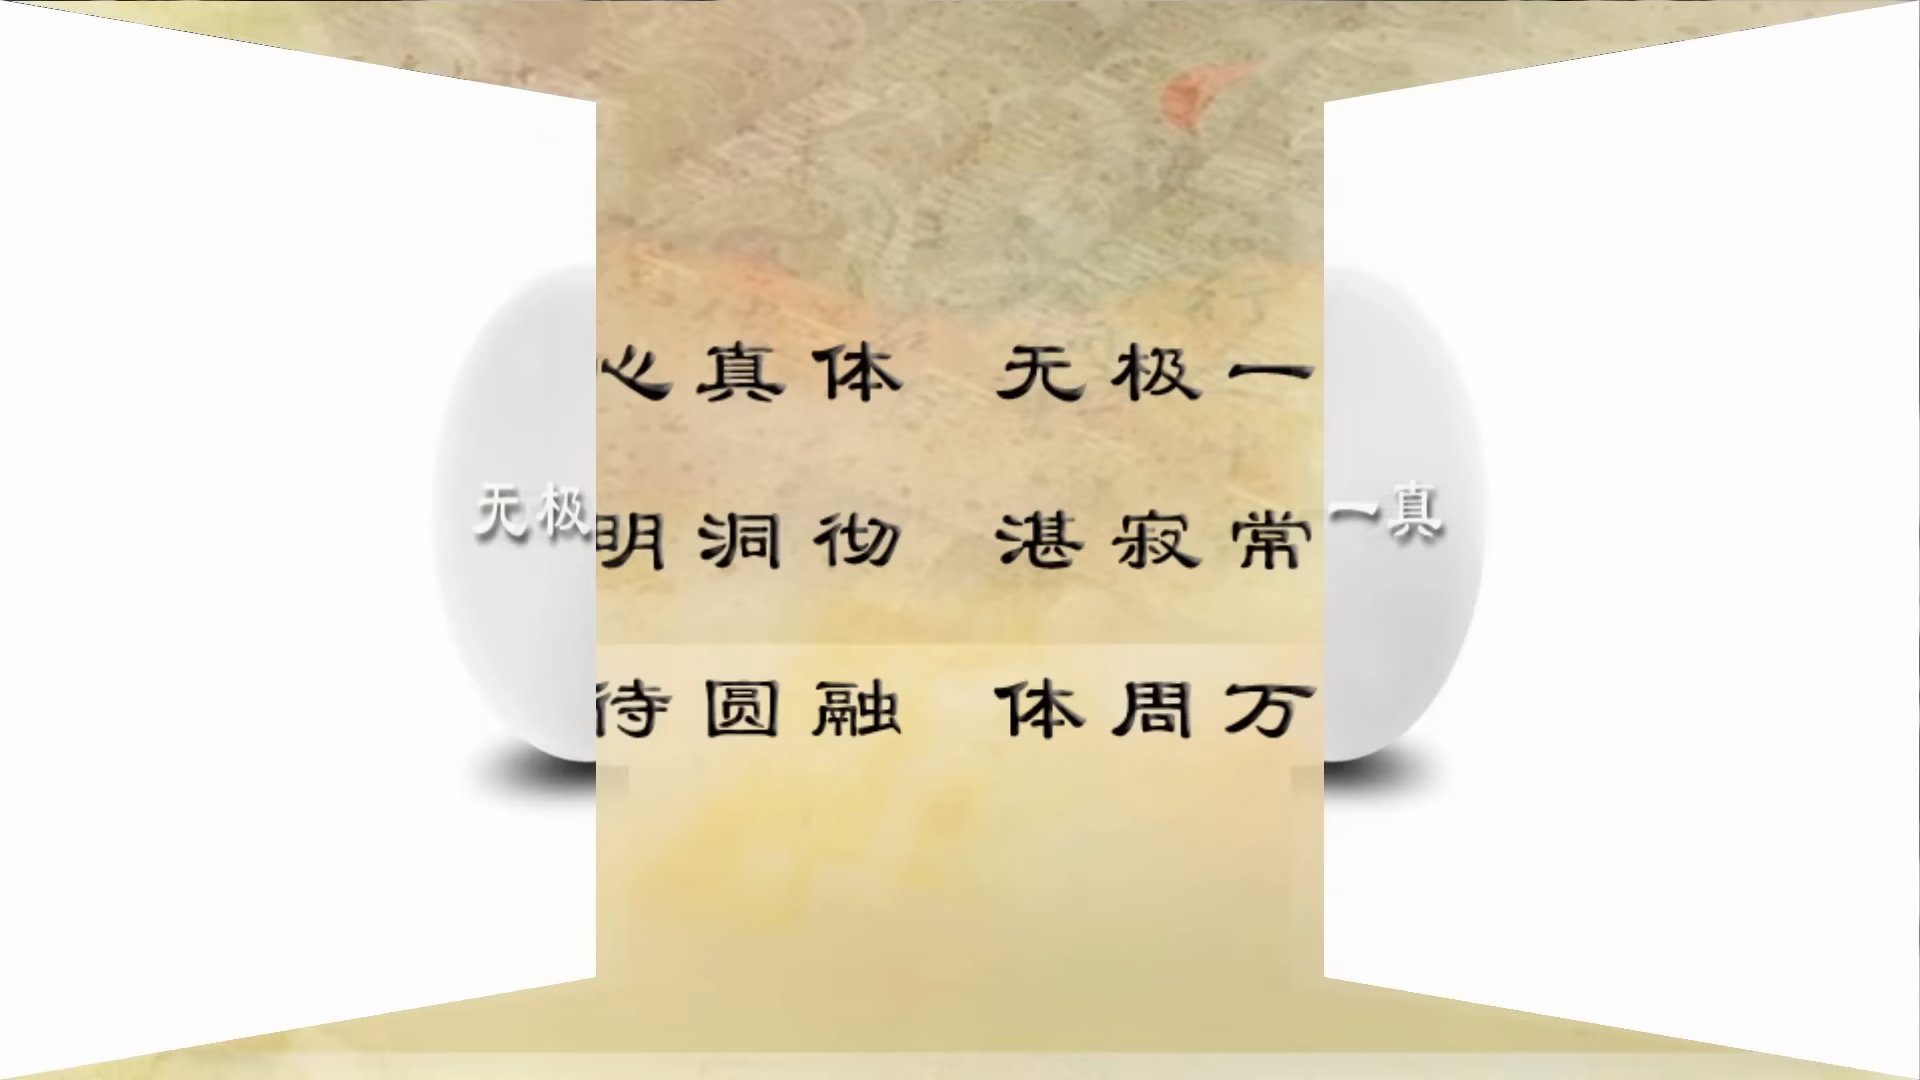 心真体 无极一
无极 一真
明洞彻 湛寂常
待圆融 体周万